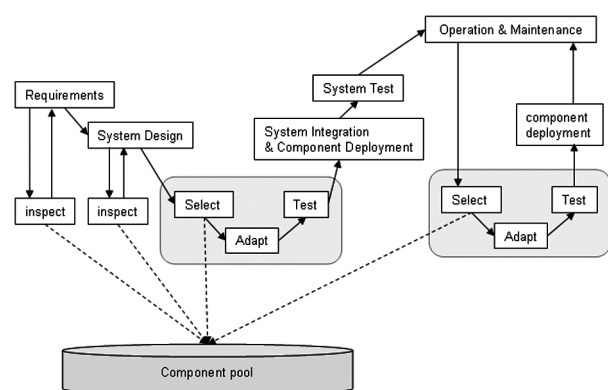 Operation & Maintenance
System Test
Requirements
component
deployment
System Design
System Integration
& Component Deployment
inspect
inspect
Select
Test
Adapt
Select
Test
Adapt
Component pool